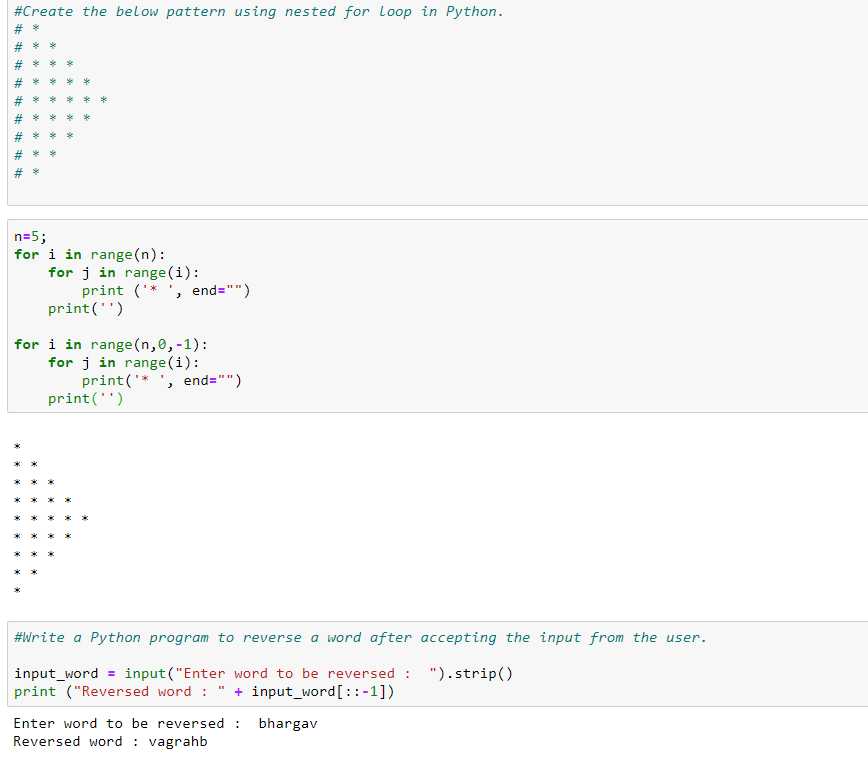 #Create the below pattern using nested for loop in Python.
# *
# * *
# * * *
# * * * *
# * * * * *
# * * * *
# * * *
# * *
# *
n=5;
for i in range(n):
    for j in range(i):
        print ('* ', end="")
    print('')
for i in range(n,0,-1):
    for j in range(i):
        print('* ', end="")
    print('')
*
* *
* * *
* * * *
* * * * *
* * * *
* * *
* *
*
#Write a Python program to reverse a word after accepting the input from the user.
input_word = input("Enter word to be reversed :  ").strip()
print ("Reversed word : " + input_word[::-1])
Enter word to be reversed :  bhargav
Reversed word : vagrahb